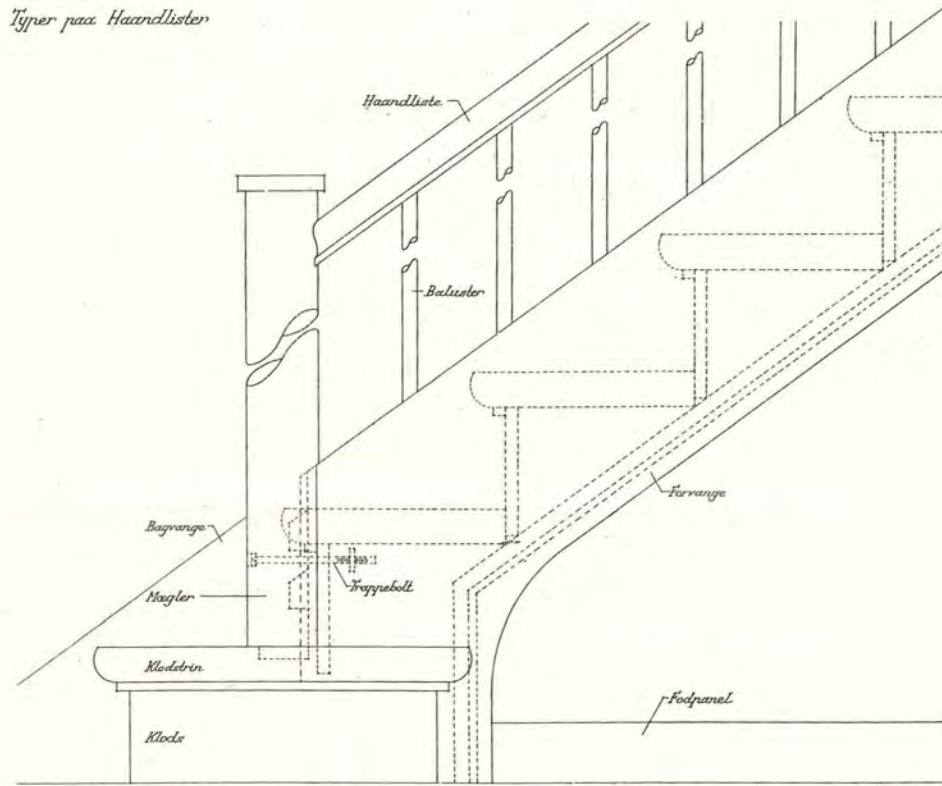 Typer paa Haandlister
Haandliste
Baluster
Forvange
Bagvange
Trappebolt
Mægler
Klodstrin
Fodpanel
Klods